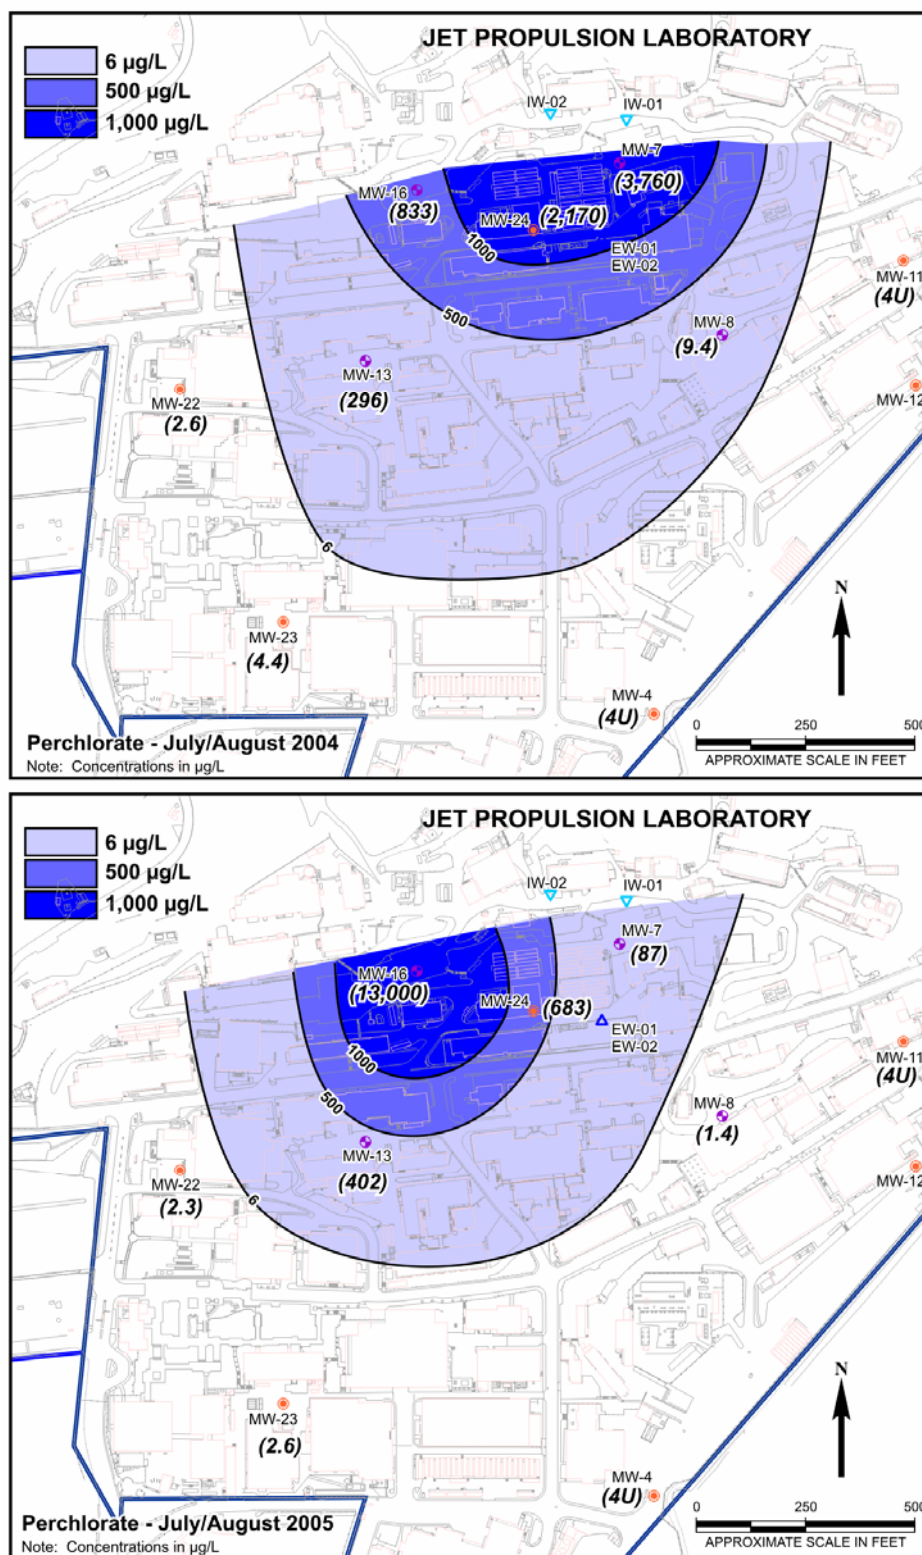 JET PROPULSION LABORATORY
6 µg/L
500 µg/L
1,000 µg/L
IW-02
IW-01
MW-7
(3,760)
MW-16
(833)
MW-24
(2,170)
1000
EW-01
EW-02
MW-11
(4U)
500
MW-8
(9.4)
MW-13
(296)
MW-22
(2.6)
MW-12
6
N
MW-23
(4.4)
MW-4
(4U)
0 250 500
APPROXIMATE SCALE IN FEET
Perchlorate - July/August 2004
Note: Concentrations in µg/L
JET PROPULSION LABORATORY
6 µg/L
500 µg/L
1,000 µg/L
IW-02
IW-01
MW-7
(87)
MW-16
(13,000)
MW-24
(683)
EW-01
EW-02
MW-11
(4U)
1000
500
MW-8
(1.4)
MW-13
(402)
MW-22
(2.3)
MW-12
6
N
MW-23
(2.6)
MW-4
(4U)
0 250 500
APPROXIMATE SCALE IN FEET
Perchlorate - July/August 2005
Note: Concentrations in µg/L